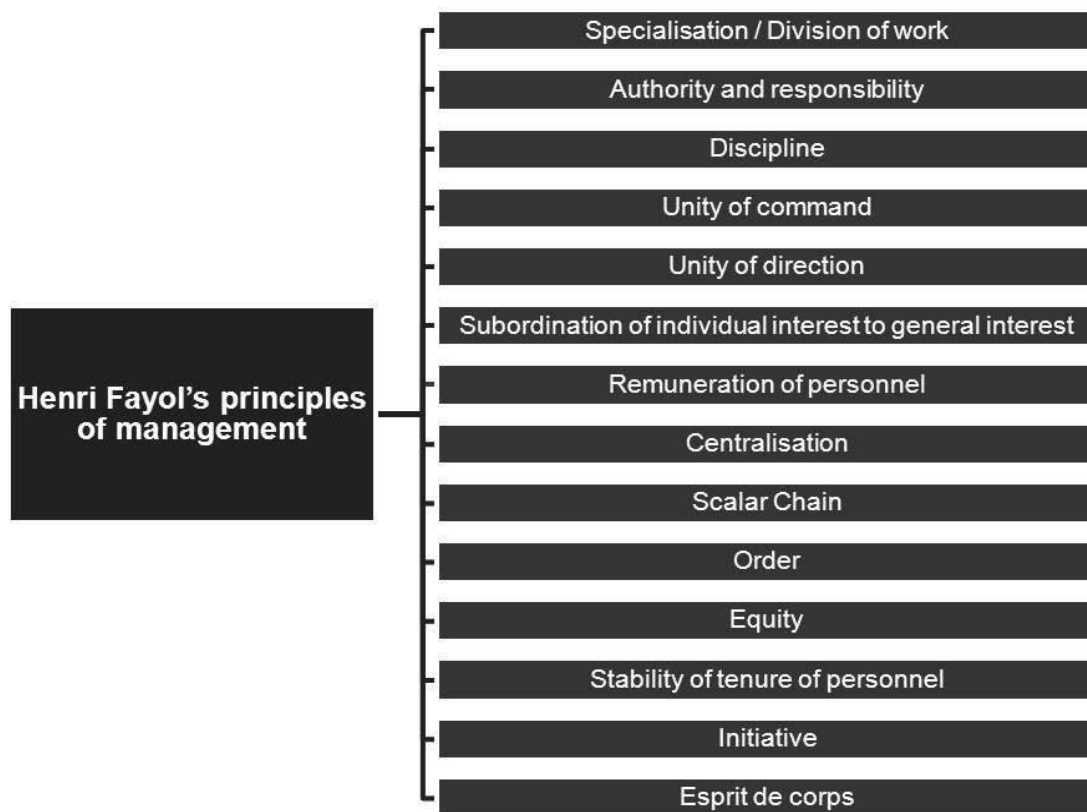 Specialisation / Division of work
Authority and responsibility
Discipline
Unity of command
Unity of direction
Subordination of individual interest to general interest
Henri Fayol’s principles
of management
Remuneration of personnel
Centralisation
Scalar Chain
Order
Equity
Stability of tenure of personnel
Initiative
Esprit de corps